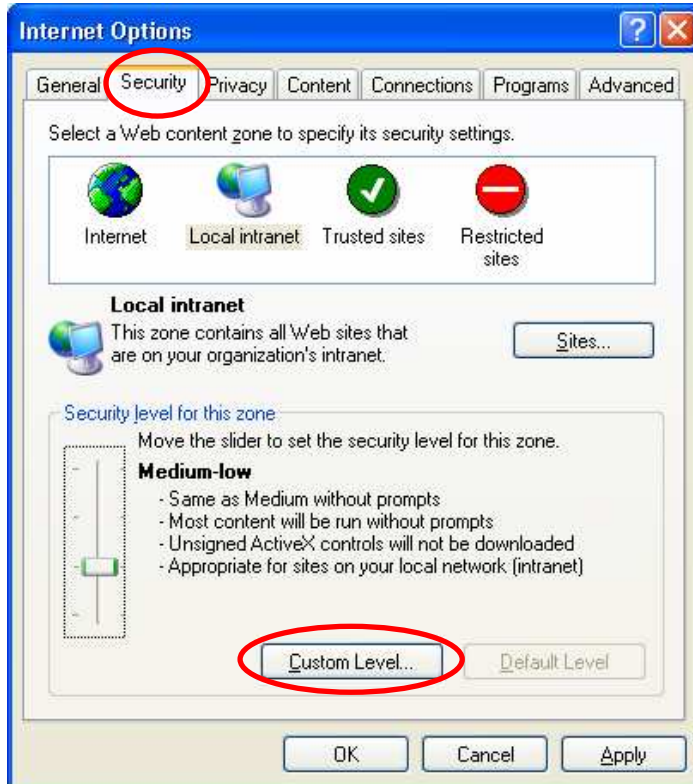 Internet Options
General Security Privacy Content Connections Programs Advanced
Select a Web content zone to specify its security settings.
Internet Local intranet Trusted sites Restricted sites
Local intranet
This zone contains all Web sites that
are on your organization's intranet.
Sites...
Security level for this zone
Move the slider to set the security level for this zone.
Medium-low
- Same as Medium without prompts
- Most content will be run without prompts
- Unsigned ActiveX controls will not be downloaded
- Appropriate for sites on your local network (intranet)
Custom Level... Default Level
OK Cancel Apply